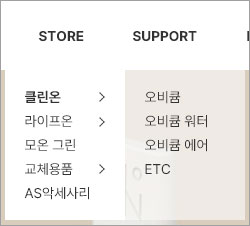 STORE SUPPORT
클린온
라이프온
모온 그린
교체용품
AS악세사리
오비큠
오비큠 워터
오비큠 에어
ETC